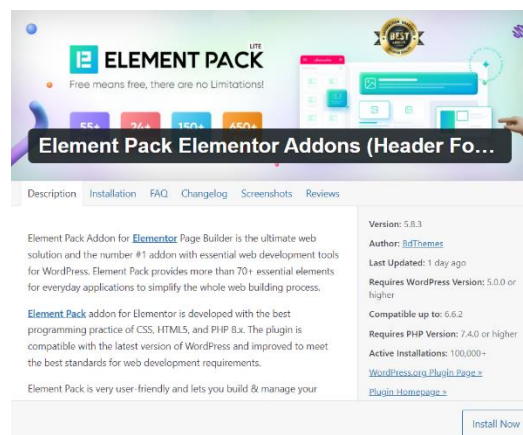 ELEMENT PACK LITE
Free means free, there are no Limitations!
BEST
55+ 24+ 150+ 650+
Element Pack Elementor Addons (Header Fo...
Description Installation FAQ Changelog Screenshots Reviews
Element Pack Addon for Elementor Page Builder is the ultimate web
solution and the number #1 addon with essential web development tools
for WordPress. Element Pack provides more than 70+ essential elements
for everyday applications to simplify the whole web building process.
Element Pack addon for Elementor is developed with the best
programming practice of CSS, HTML5, and PHP 8.x. The plugin is
compatible with the latest version of WordPress and improved to meet
the best standards for web development requirements.
Element Pack is very user-friendly and lets you build & manage your
Version: 5.8.3
Author: BdThemes
Last Updated: 1 day ago
Requires WordPress Version: 5.0.0 or
higher
Compatible up to: 6.6.2
Requires PHP Version: 7.4.0 or higher
Active Installations: 100,000+
WordPress.org Plugin Page »
Plugin Homepage »
Install Now